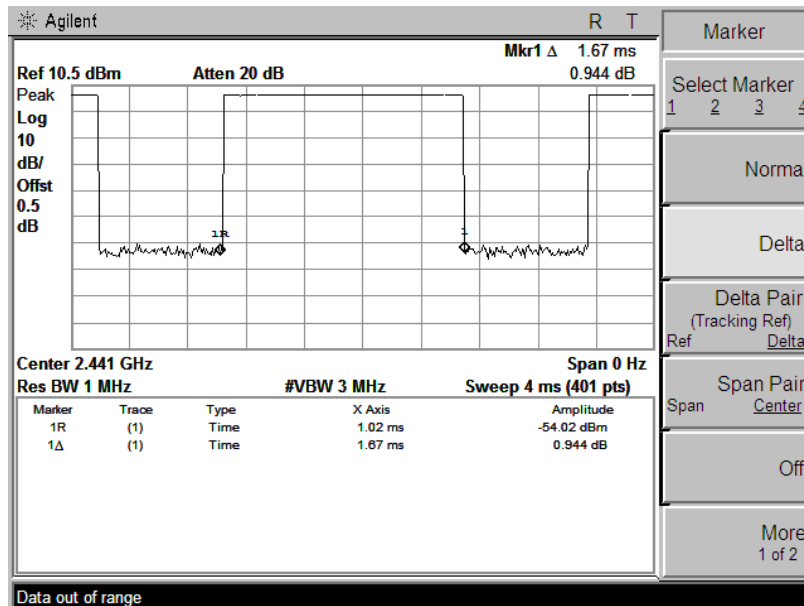 Agilent
R T
Mkr1 Δ 1.67 ms
Ref 10.5 dBm Atten 20 dB 0.944 dB
Peak
Log
10
dB/
Offst
0.5
dB
1R
1
Center 2.441 GHz Span 0 Hz
Res BW 1 MHz #VBW 3 MHz Sweep 4 ms (401 pts)
Marker Trace Type X Axis Amplitude
1R (1) Time 1.02 ms -54.02 dBm
1Δ (1) Time 1.67 ms 0.944 dB
Data out of range
Marker
Select Marker
1 2 3 4
Norma
Delta
Delta Pair
(Tracking Ref)
Ref Delta
Span Pair
Span Center
Off
More
1 of 2